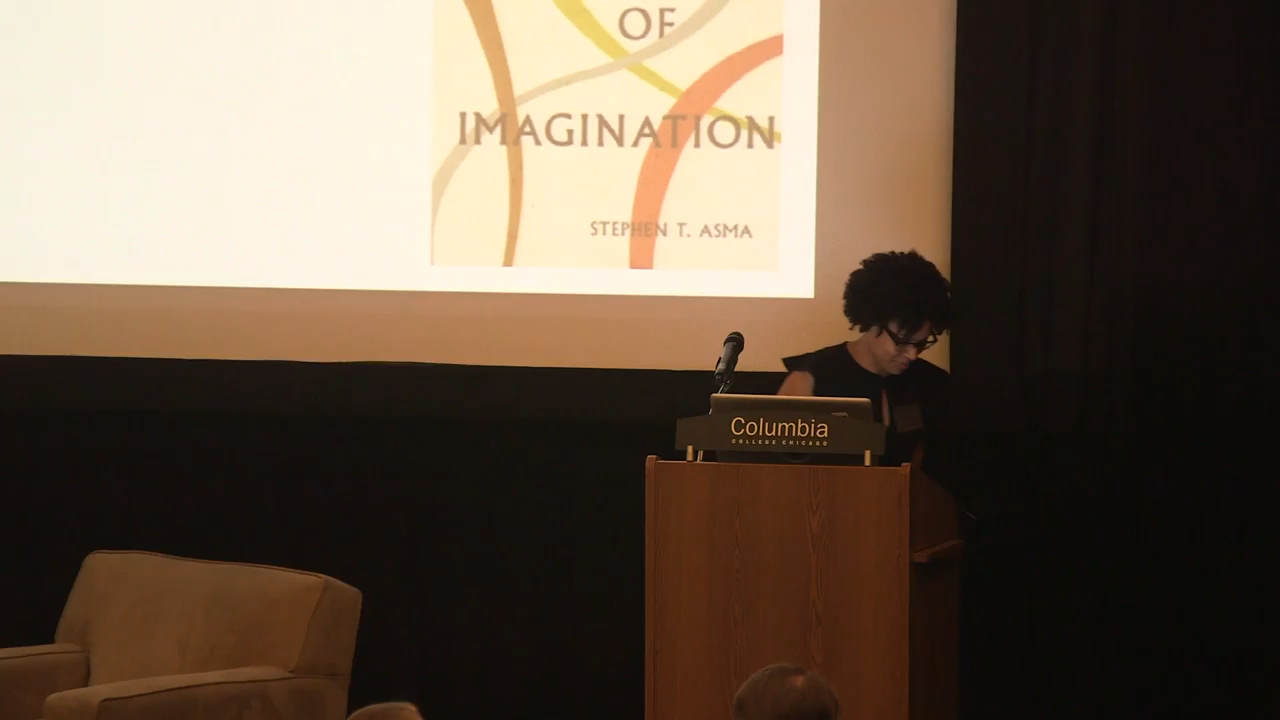 OF
IMAGINATION
STEPHEN T. ASMA
Columbia
COLLEGE CHICAGO